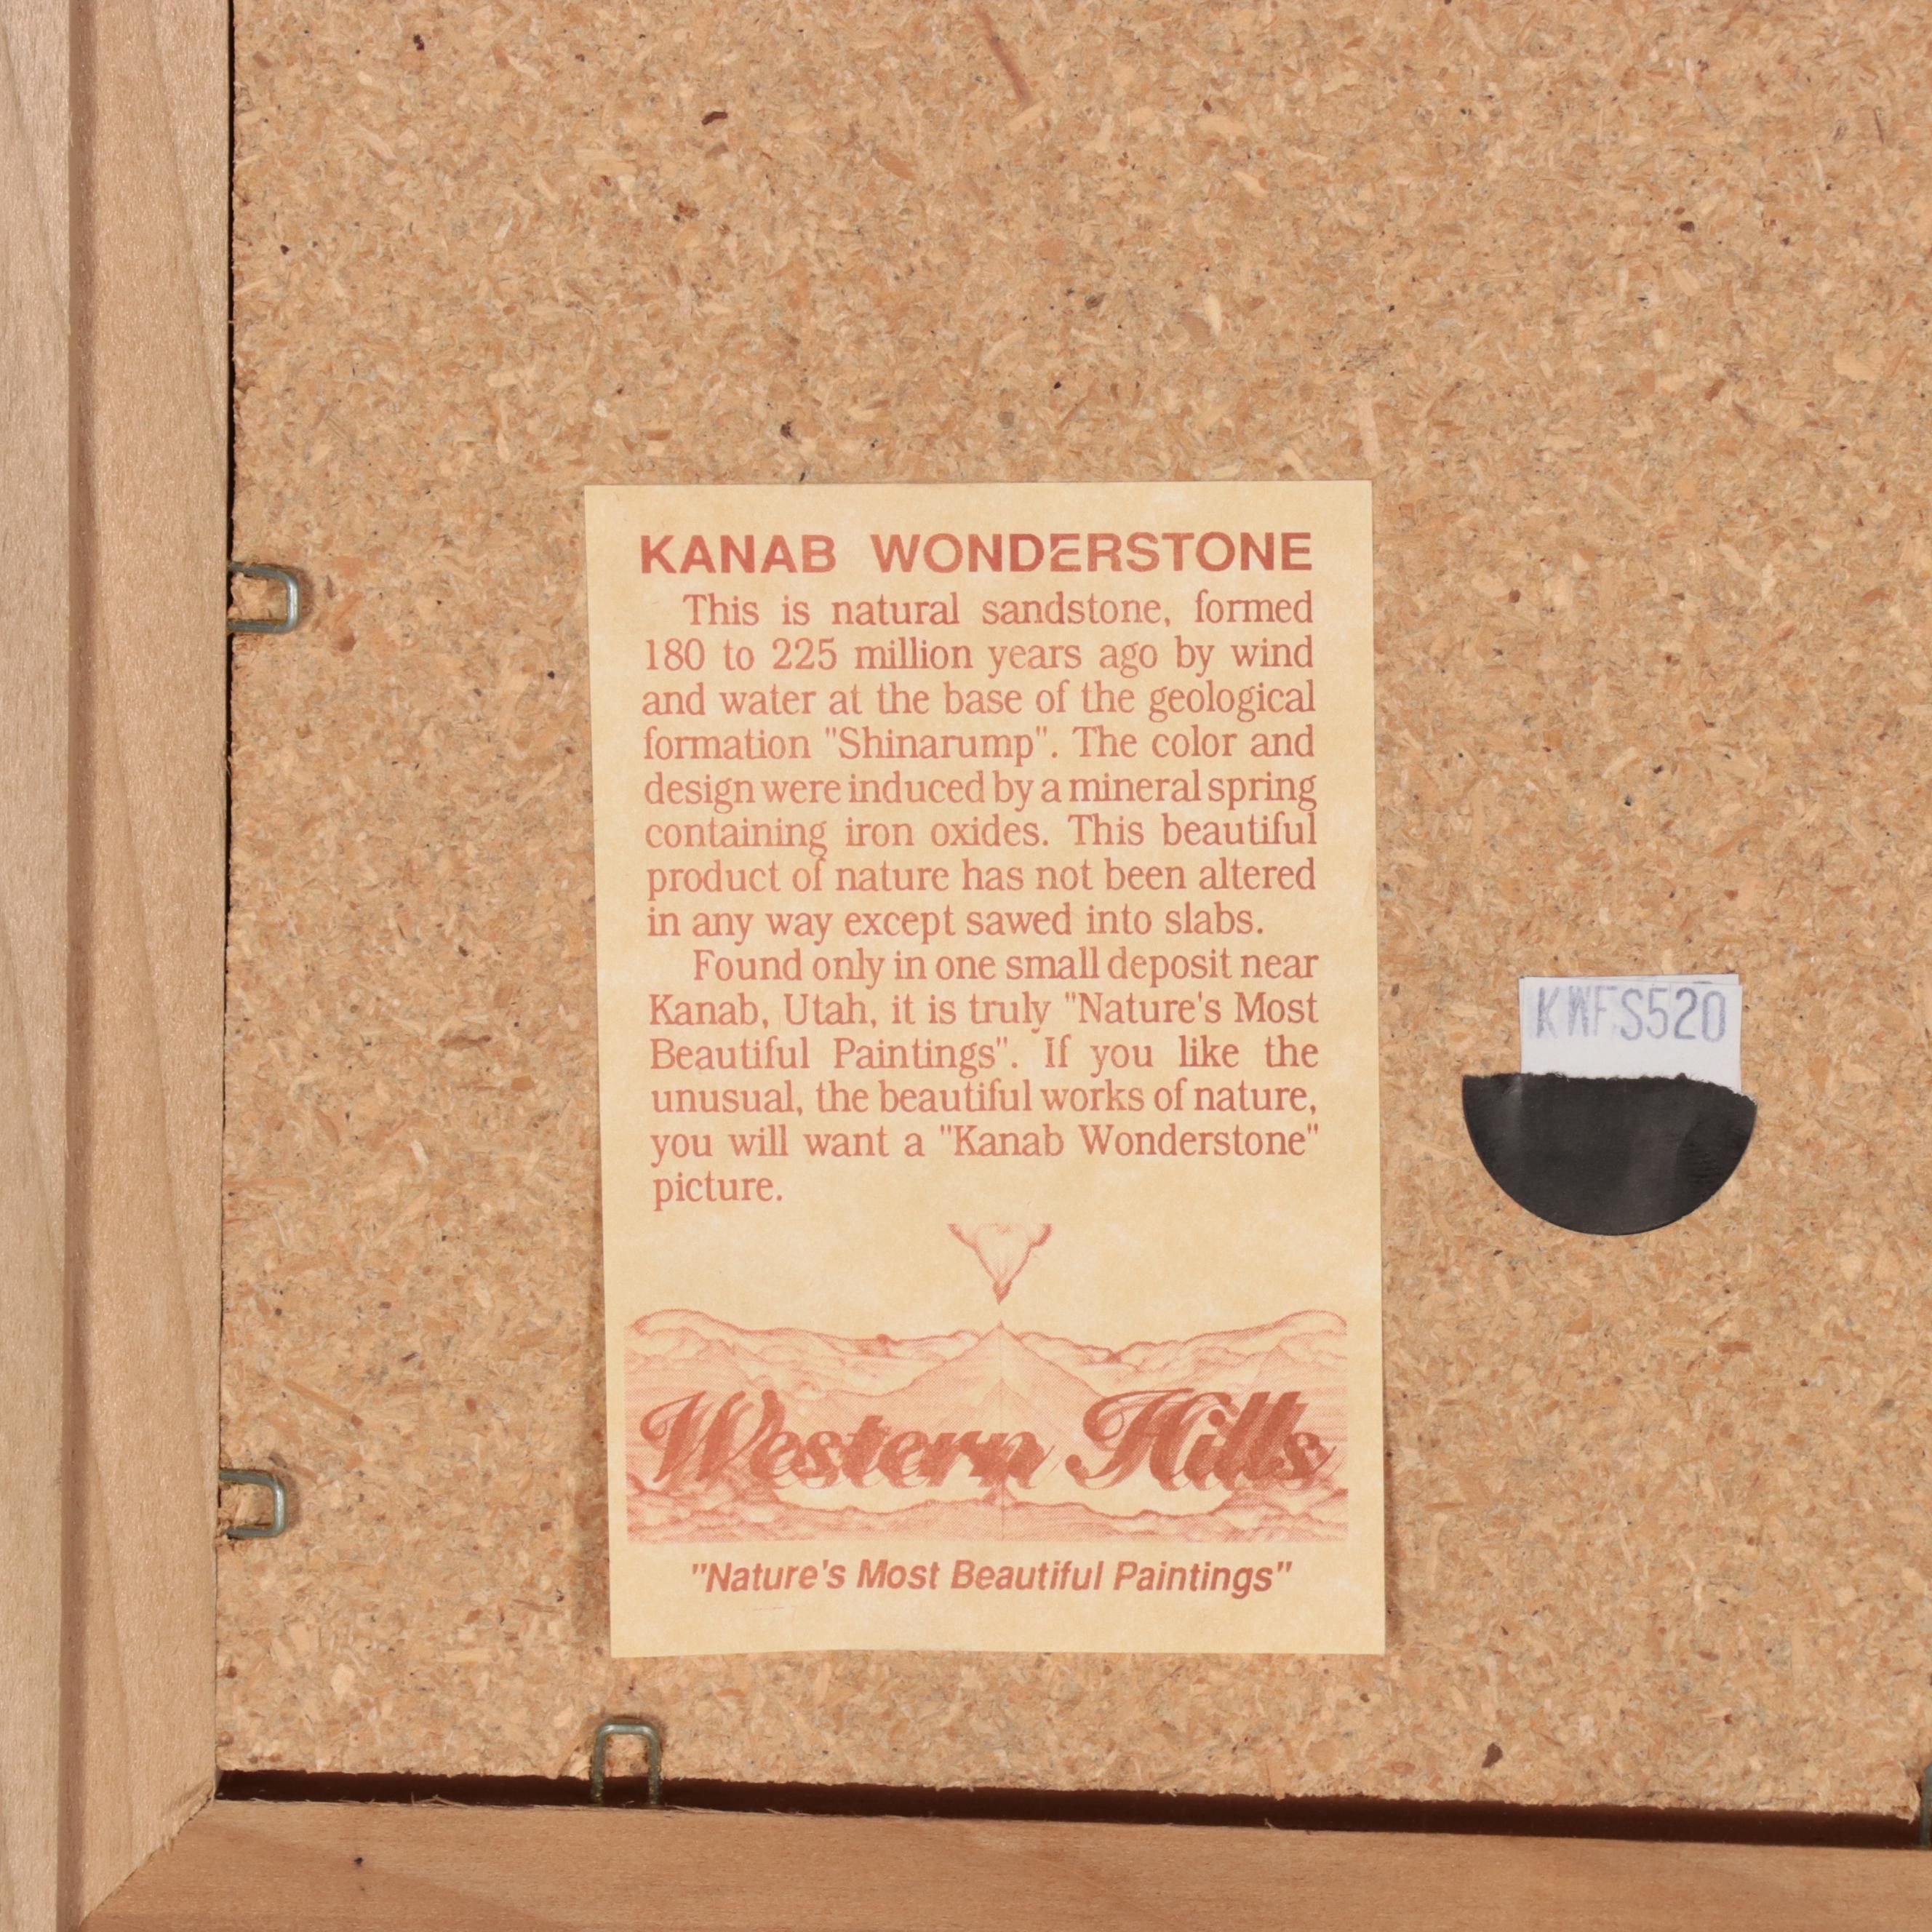 KANAB WONDERSTONE
This is natural sandstone, formed
180 to 225 million years ago by wind
and water at the base of the geological
formation "Shinarump". The color and
design were induced by a mineral spring
containing iron oxides. This beautiful
product of nature has not been altered
in any way except sawed into slabs.
Found only in one small deposit near
Kanab, Utah, it is truly "Nature's Most
Beautiful Paintings". If you like the
unusual, the beautiful works of nature,
you will want a "Kanab Wonderstone"
picture.
Western Hills
"Nature's Most Beautiful Paintings"
KWFS520